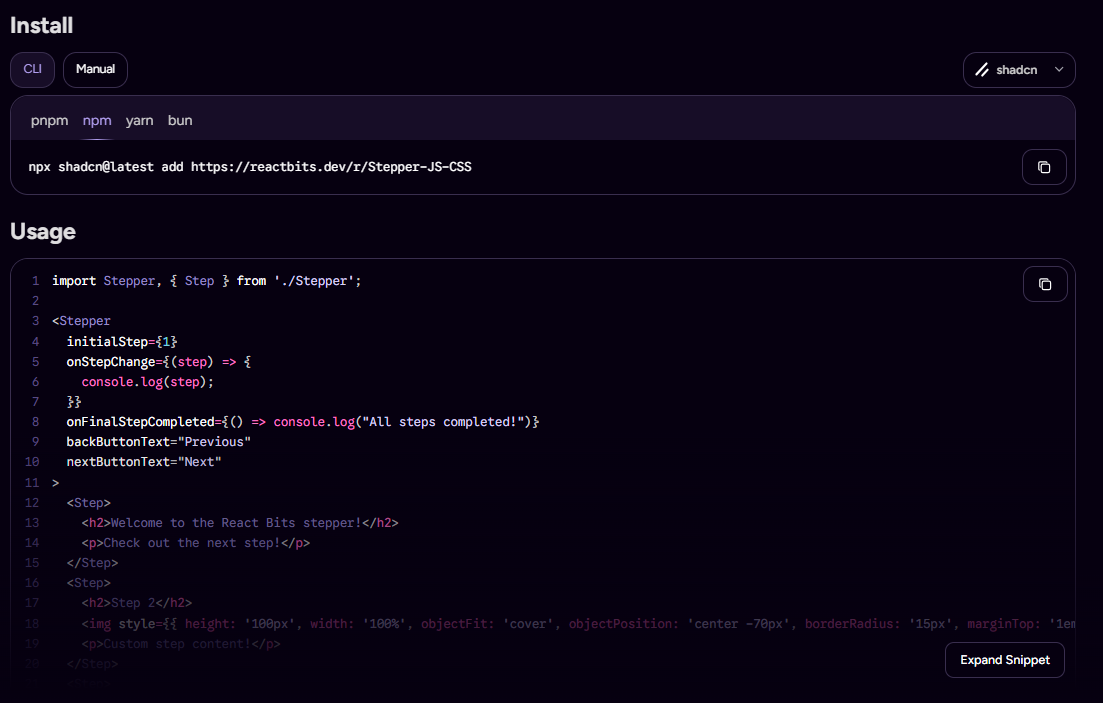 Install
CLI Manual shadcn
pnpm npm yarn bun
npx shadcn@latest add https://reactbits.dev/r/Stepper-JS-CSS
Usage
1 import Stepper, { Step } from './Stepper';
2
3 <Stepper
4 initialStep={1}
5 onStepChange={(step) => {
6 console.log(step);
7 }}
8 onFinalStepCompleted={() => console.log("All steps completed!")}
9 backButtonText="Previous"
10 nextButtonText="Next"
11 >
12 <Step>
13 <h2>Welcome to the React Bits stepper!</h2>
14 <p>Check out the next step!</p>
15 </Step>
16 <Step>
17 <h2>Step 2</h2>
18 <img style={{ height: '100px', width: '100%', objectFit: 'cover', objectPosition: 'center -70px', borderRadius: '15px', marginTop: '1em
19 <p>Custom step content!</p>
20 </Step>
Expand Snippet